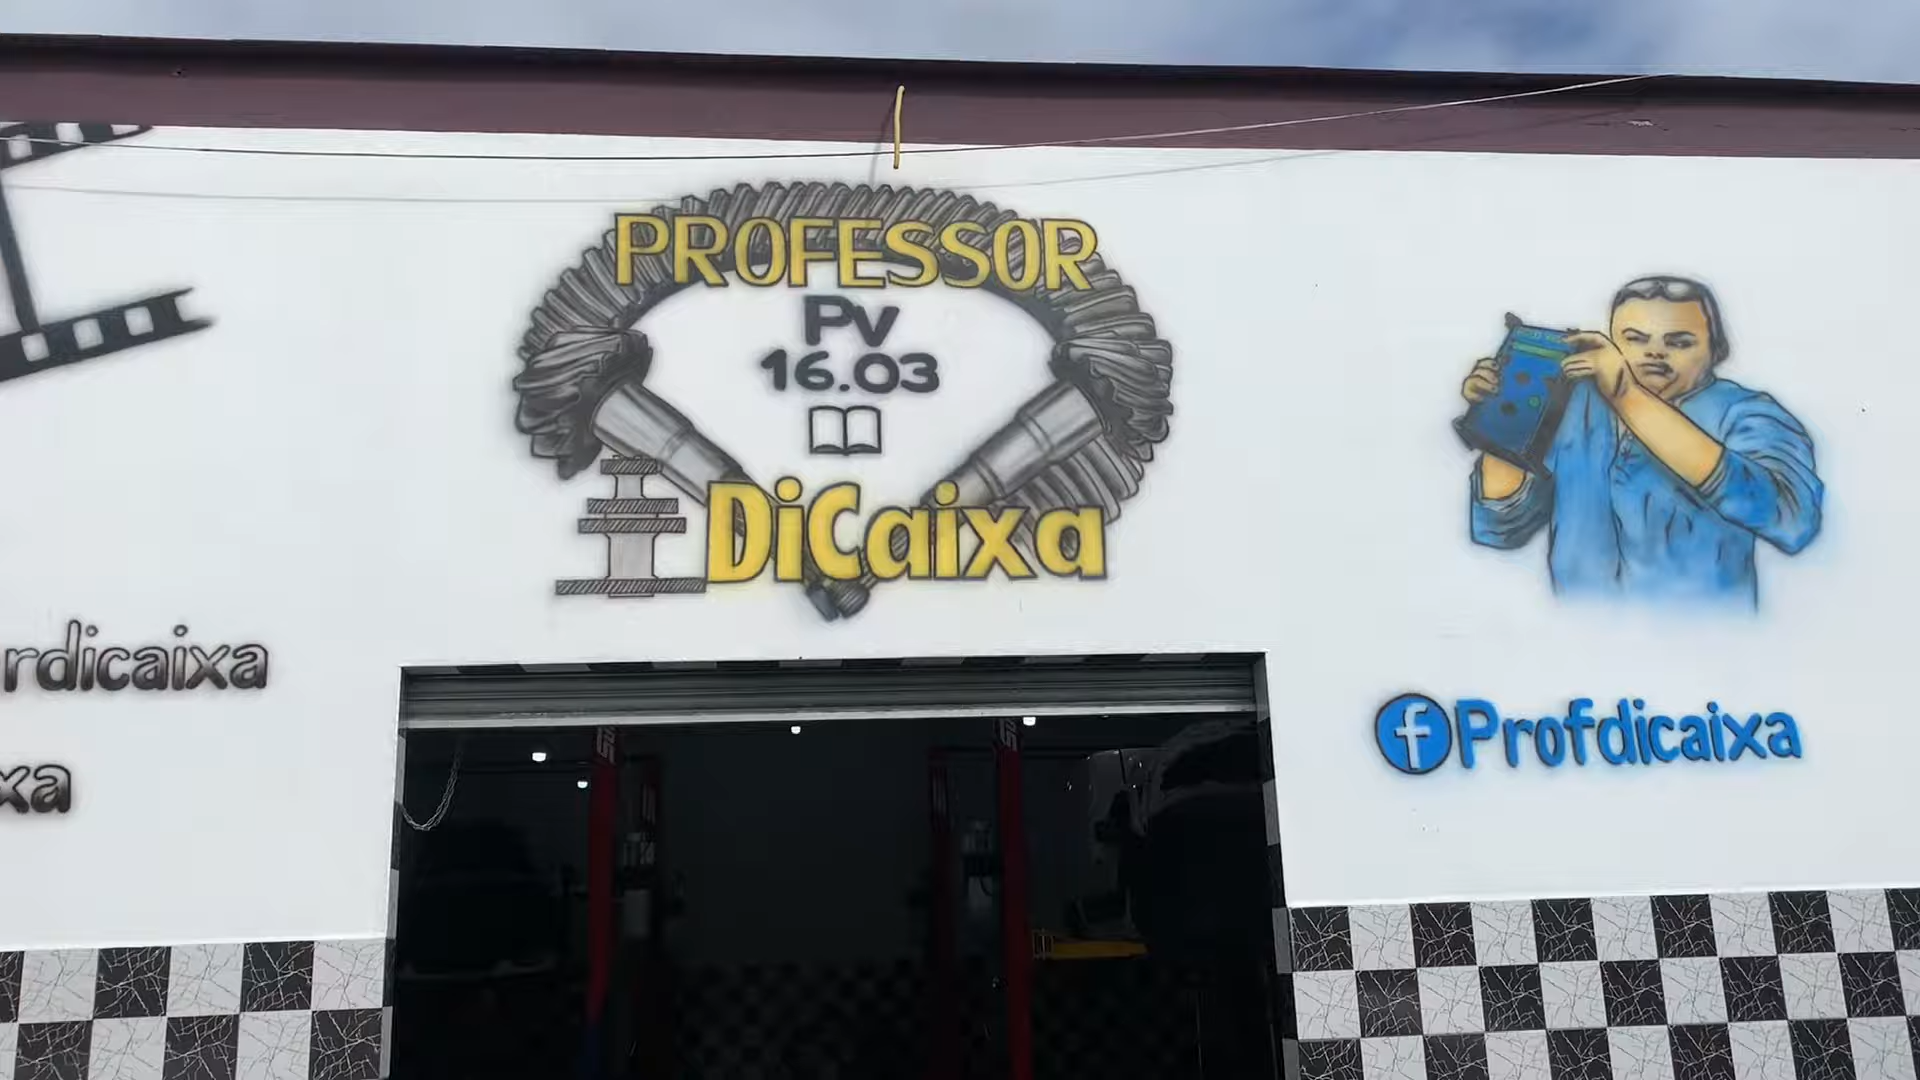 PROFESSOR
Pv
16.03
DiCaixa
rdicaixa
xa
Profdicaixa